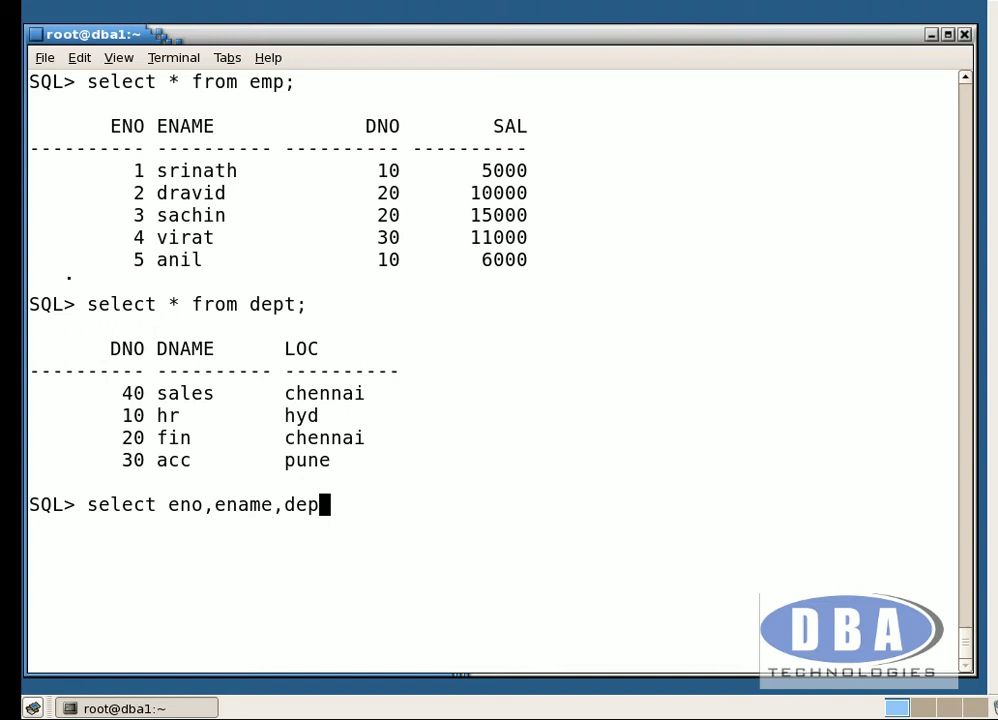 root@dba1:~
File Edit View Terminal Tabs Help
SQL> select * from emp;
ENO ENAME DNO SAL
---------- ---------- ---------- ----------
1 srinath 10 5000
2 dravid 20 10000
3 sachin 20 15000
4 virat 30 11000
5 anil 10 6000
SQL> select * from dept;
DNO DNAME LOC
---------- ---------- ----------
40 sales chennai
10 hr hyd
20 fin chennai
30 acc pune
SQL> select eno,ename,dep
DBA
TECHNOLOGIES
root@dba1:~